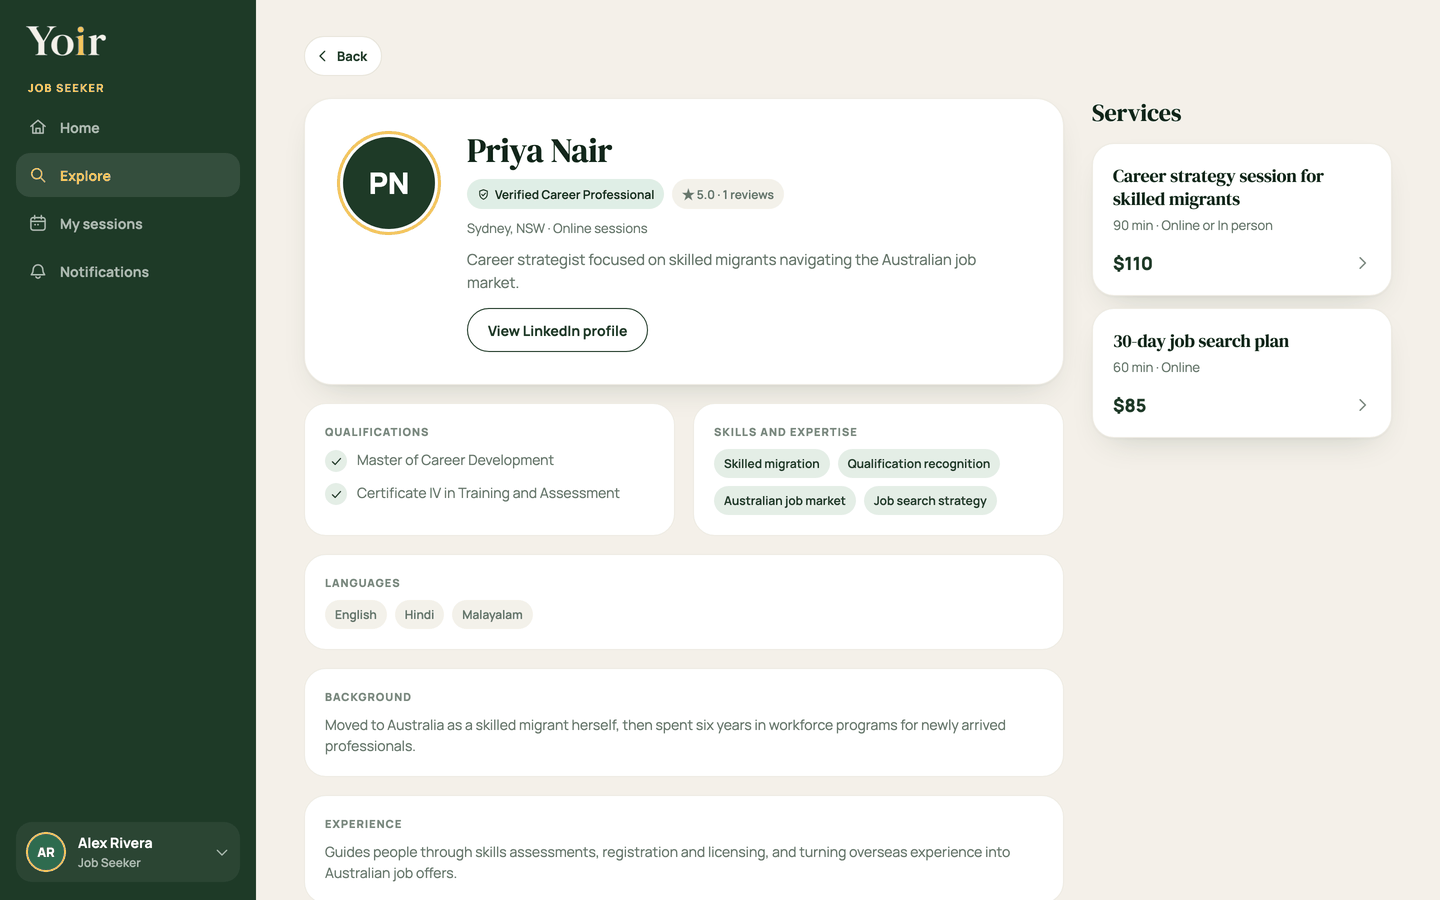 Yoir
JOB SEEKER
Home
Explore
My sessions
Notifications
AR
Alex Rivera
Job Seeker
Back
PN
Priya Nair
Verified Career Professional
★ 5.0 · 1 reviews
Sydney, NSW · Online sessions
Career strategist focused on skilled migrants navigating the Australian job
market.
View LinkedIn profile
QUALIFICATIONS
Master of Career Development
Certificate IV in Training and Assessment
SKILLS AND EXPERTISE
Skilled migration
Qualification recognition
Australian job market
Job search strategy
LANGUAGES
English
Hindi
Malayalam
BACKGROUND
Moved to Australia as a skilled migrant herself, then spent six years in workforce programs for newly arrived
professionals.
EXPERIENCE
Guides people through skills assessments, registration and licensing, and turning overseas experience into
Australian job offers.
Services
Career strategy session for
skilled migrants
90 min · Online or In person
$110
30-day job search plan
60 min · Online
$85